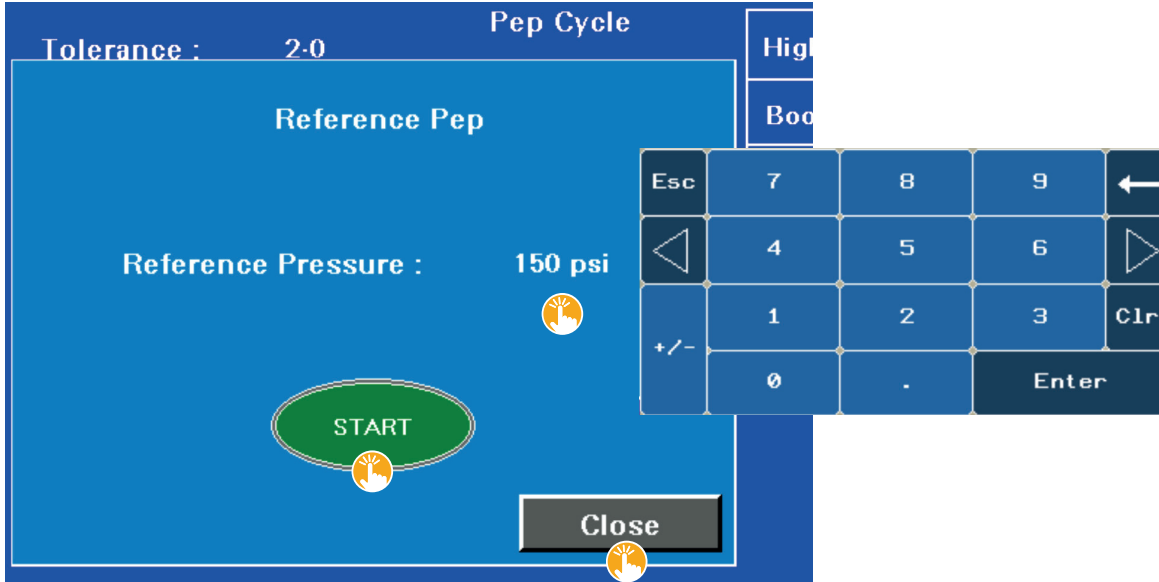 Pep Cycle
Tolerance : 2·0
High
Boo
Reference Pep
Reference Pressure : 150 psi
START
Close
Esc 7 8 9
4 5 6
1 2 3 Clr
+/-
0 . Enter